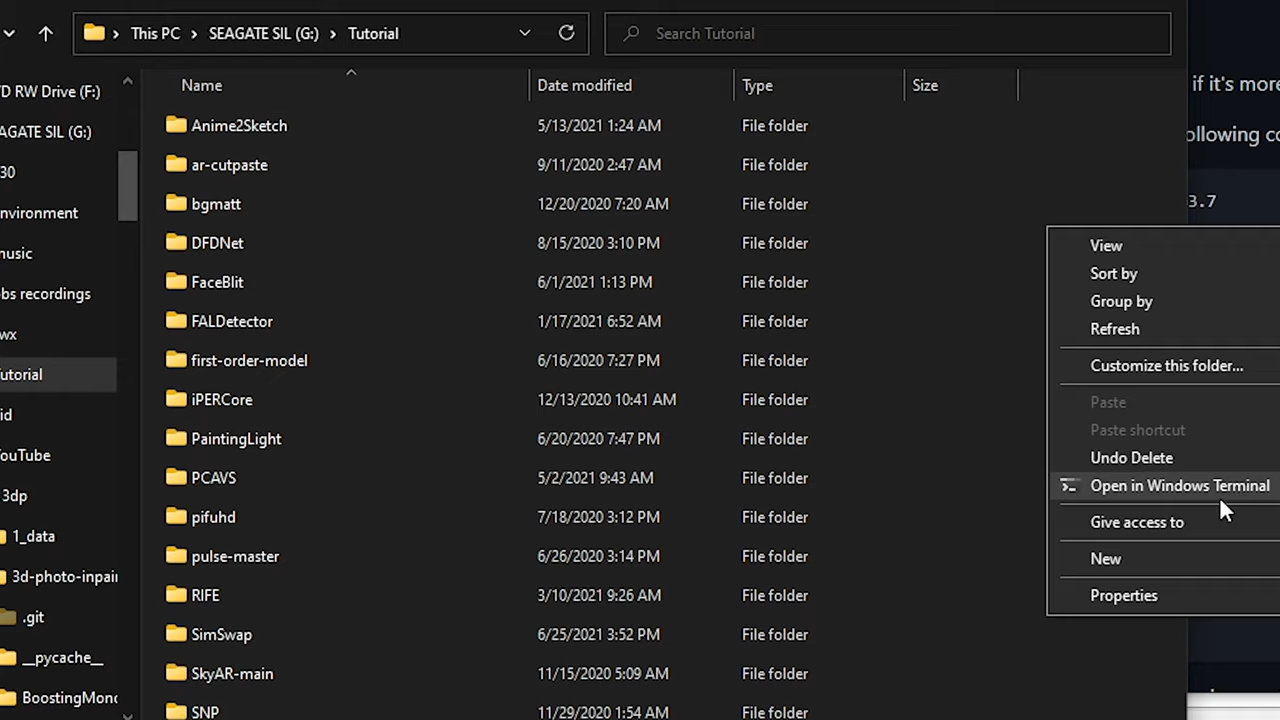 This PC > SEAGATE SIL (G:) > Tutorial
Search Tutorial
Name Date modified Type Size
Anime2Sketch 5/13/2021 1:24 AM File folder
ar-cutpaste 9/11/2020 2:47 AM File folder
bgmatt 12/20/2020 7:20 AM File folder
DFDNet 8/15/2020 3:10 PM File folder
FaceBlit 6/1/2021 1:13 PM File folder
FALDetector 1/17/2021 6:52 AM File folder
first-order-model 6/16/2020 7:27 PM File folder
iPERCore 12/13/2020 10:41 AM File folder
PaintingLight 6/20/2020 7:47 PM File folder
PCAVS 5/2/2021 9:43 AM File folder
pifuhd 7/18/2020 3:12 PM File folder
pulse-master 6/26/2020 3:14 PM File folder
RIFE 3/10/2021 9:26 AM File folder
SimSwap 6/25/2021 3:52 PM File folder
SkyAR-main 11/15/2020 5:09 AM File folder
SNP 11/29/2020 1:54 AM File folder
D RW Drive (F:)
AGATE SIL (G:)
30
nvironment
music
bs recordings
wx
utorial
id
ouTube
3dp
1_data
3d-photo-inpai
.git
__pycache__
BoostingMono
if it's more
ollowing co
3.7
View
Sort by
Group by
Refresh
Customize this folder...
Paste
Paste shortcut
Undo Delete
Open in Windows Terminal
Give access to
New
Properties